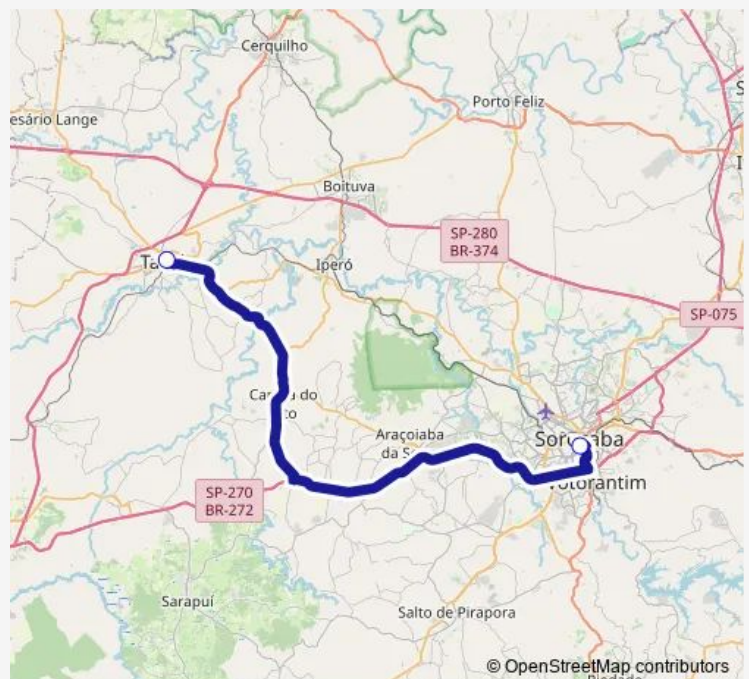 Cerquilho
esário Lange
Porto Feliz
Boituva
SP-280
BR-374
Iperó
SP-075
Araçoiaba
SP-270
BR-272
Sarapuí
Salto de Pirapora
© OpenStreetMap contributors